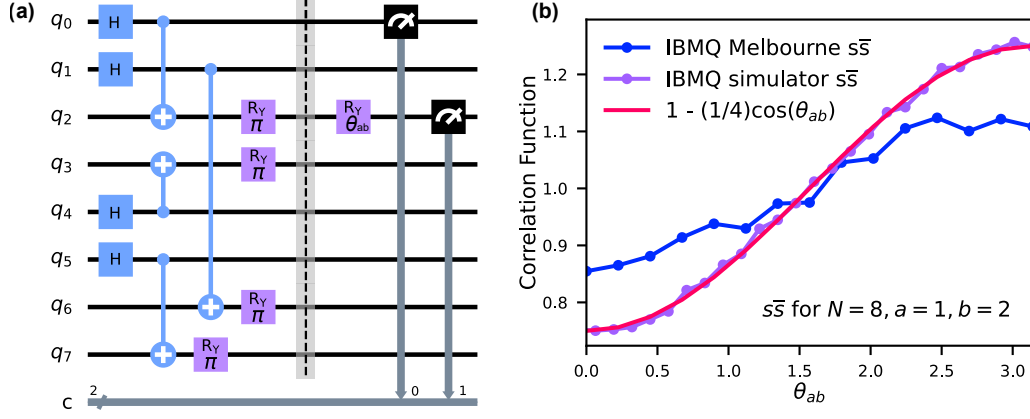 (a)
q0
H
q1
H
q2
RY
π
RY
θab
q3
RY
π
q4
H
q5
H
q6
RY
π
q7
RY
π
c
2
0
1
(b)
IBMQ Melbourne ss̅
IBMQ simulator ss̅
1 - (1/4)cos(θab)
Correlation Function
1.2
1.1
1.0
0.9
0.8
ss̅ for N = 8, a = 1, b = 2
0.0 0.5 1.0 1.5 2.0 2.5 3.0
θab